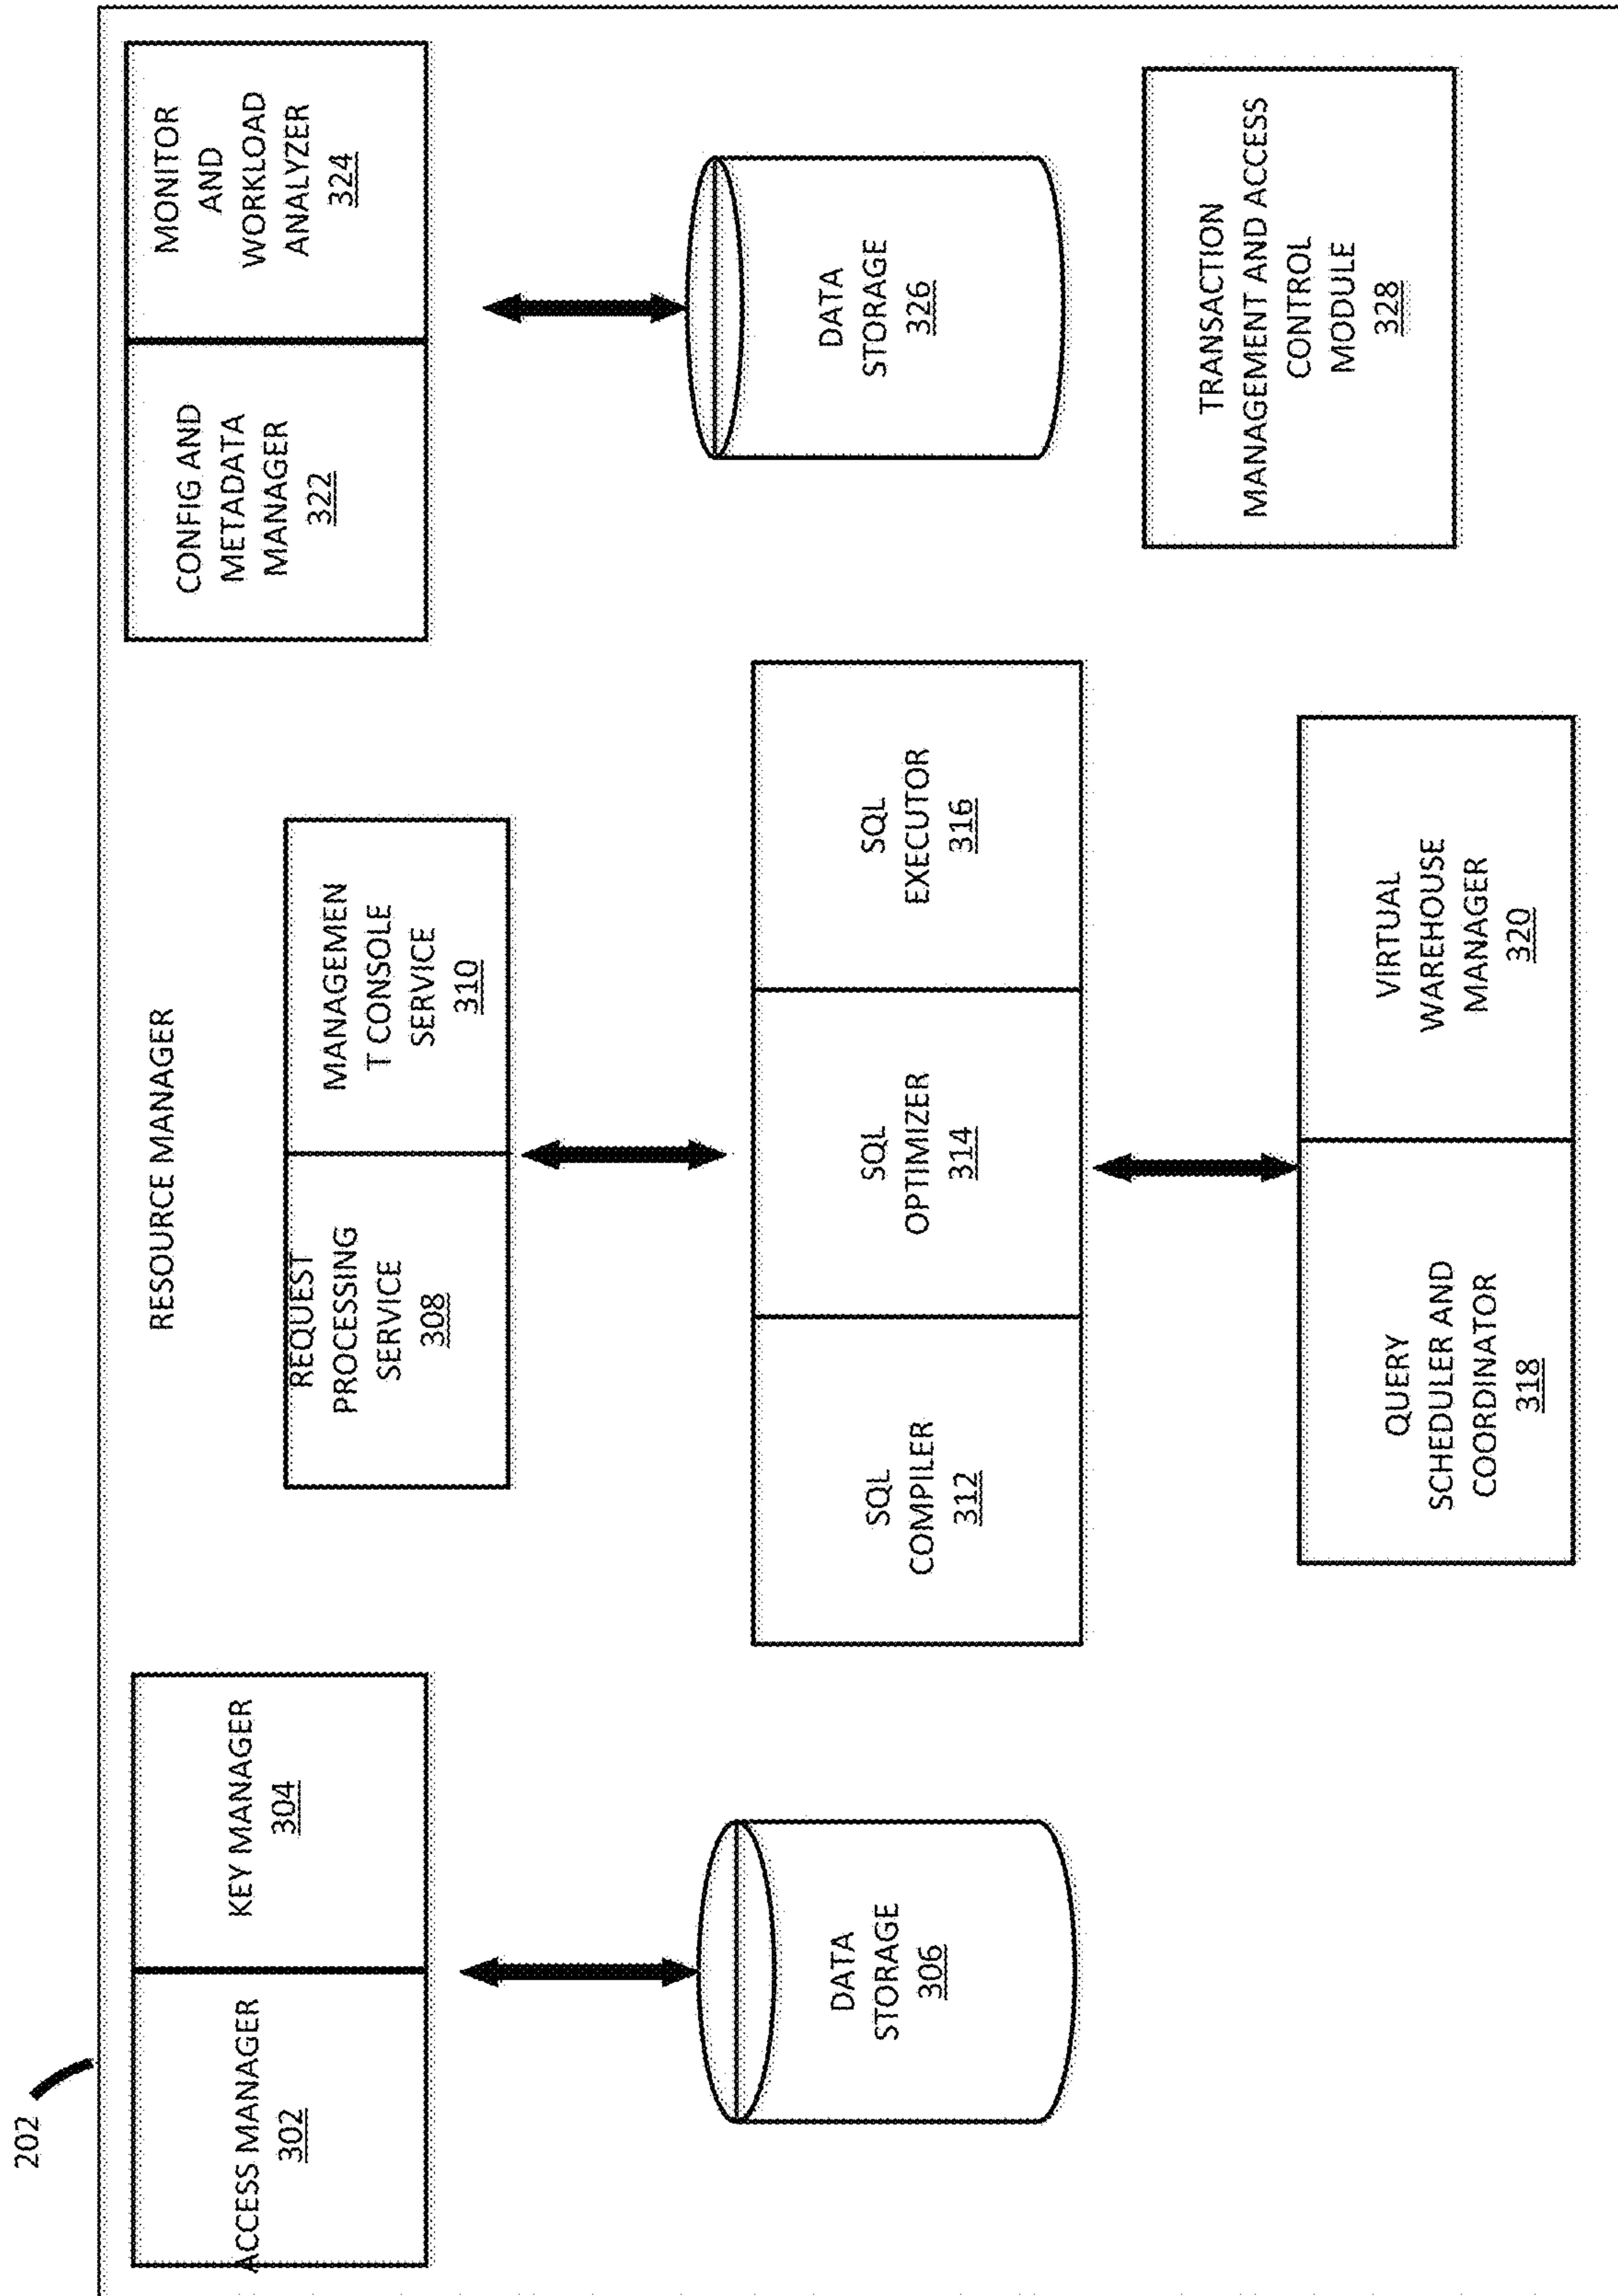 202
RESOURCE MANAGER
ACCESS MANAGER
302
KEY MANAGER
304
REQUEST
PROCESSING
SERVICE
308
MANAGEMEN
T CONSOLE
SERVICE
310
CONFIG AND
METADATA
MANAGER
322
MONITOR
AND
WORKLOAD
ANALYZER
324
DATA
STORAGE
306
SQL
COMPILER
312
SQL
OPTIMIZER
314
SQL
EXECUTOR
316
DATA
STORAGE
326
QUERY
SCHEDULER AND
COORDINATOR
318
VIRTUAL
WAREHOUSE
MANAGER
320
TRANSACTION
MANAGEMENT AND ACCESS
CONTROL
MODULE
328